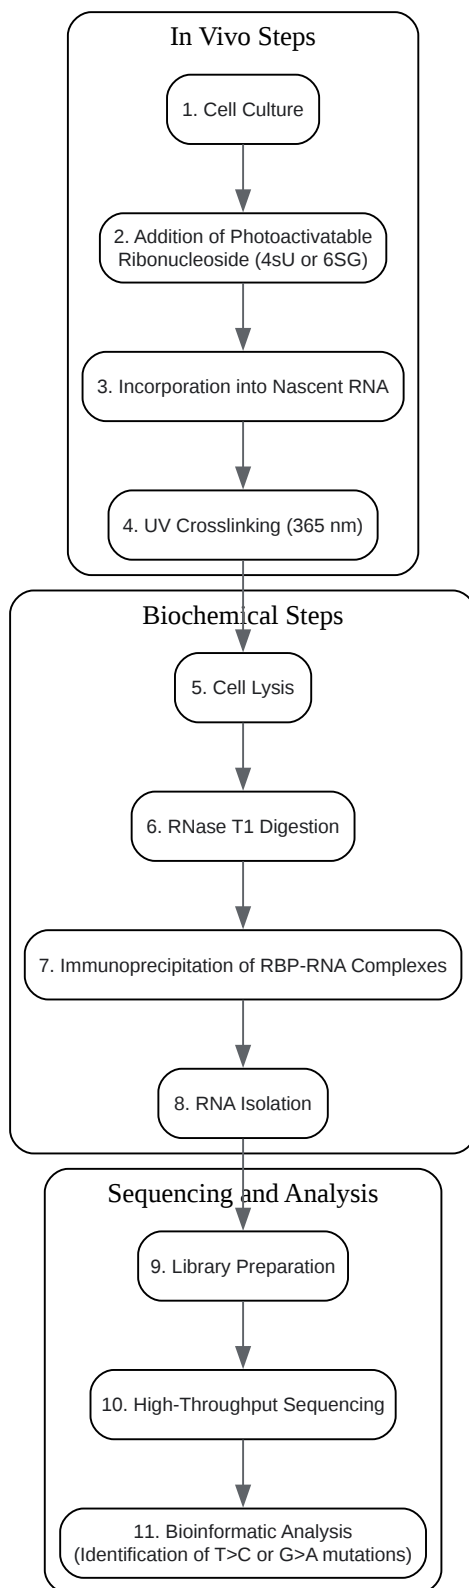 In Vivo Steps
1. Cell Culture
2. Addition of Photoactivatable
Ribonucleoside (4sU or 6SG)
3. Incorporation into Nascent RNA
4. UV Crosslinking (365 nm)
Biochemical Steps
5. Cell Lysis
6. RNase T1 Digestion
7. Immunoprecipitation of RBP-RNA Complexes
8. RNA Isolation
Sequencing and Analysis
9. Library Preparation
10. High-Throughput Sequencing
11. Bioinformatic Analysis
(Identification of T>C or G>A mutations)